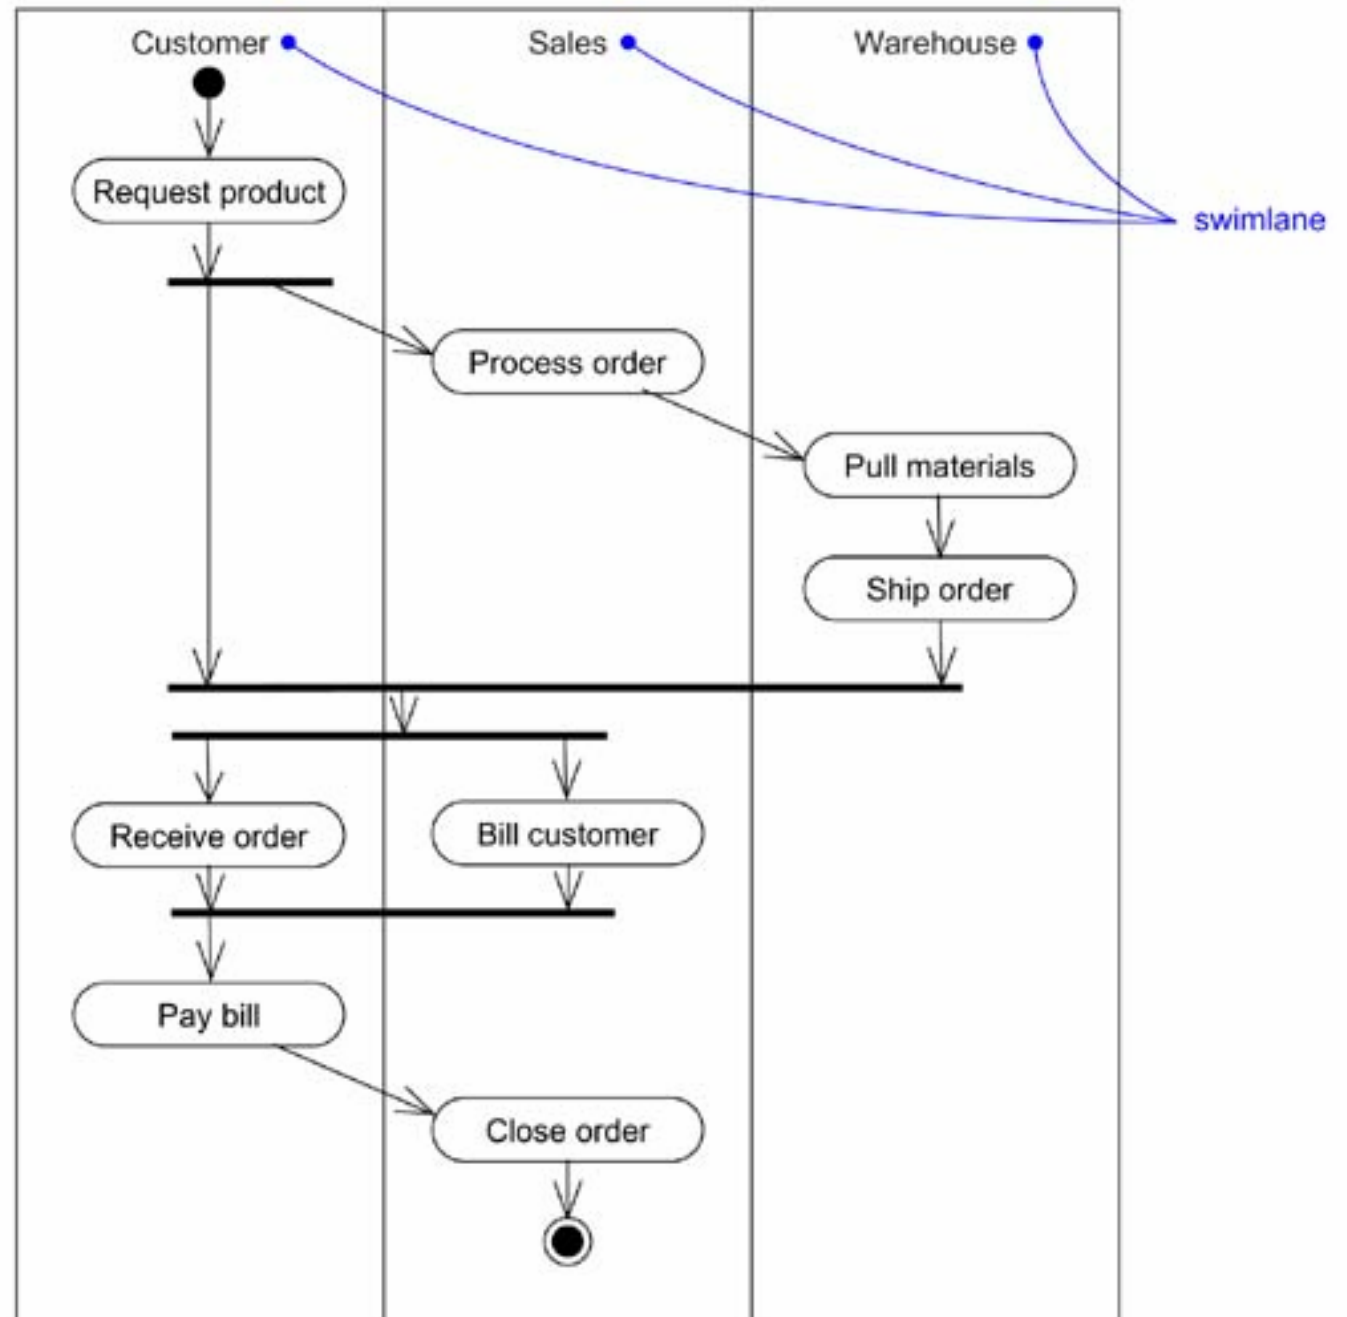 Customer
Sales
Warehouse
Request product
swimlane
Process order
Pull materials
Ship order
Receive order
Bill customer
Pay bill
Close order